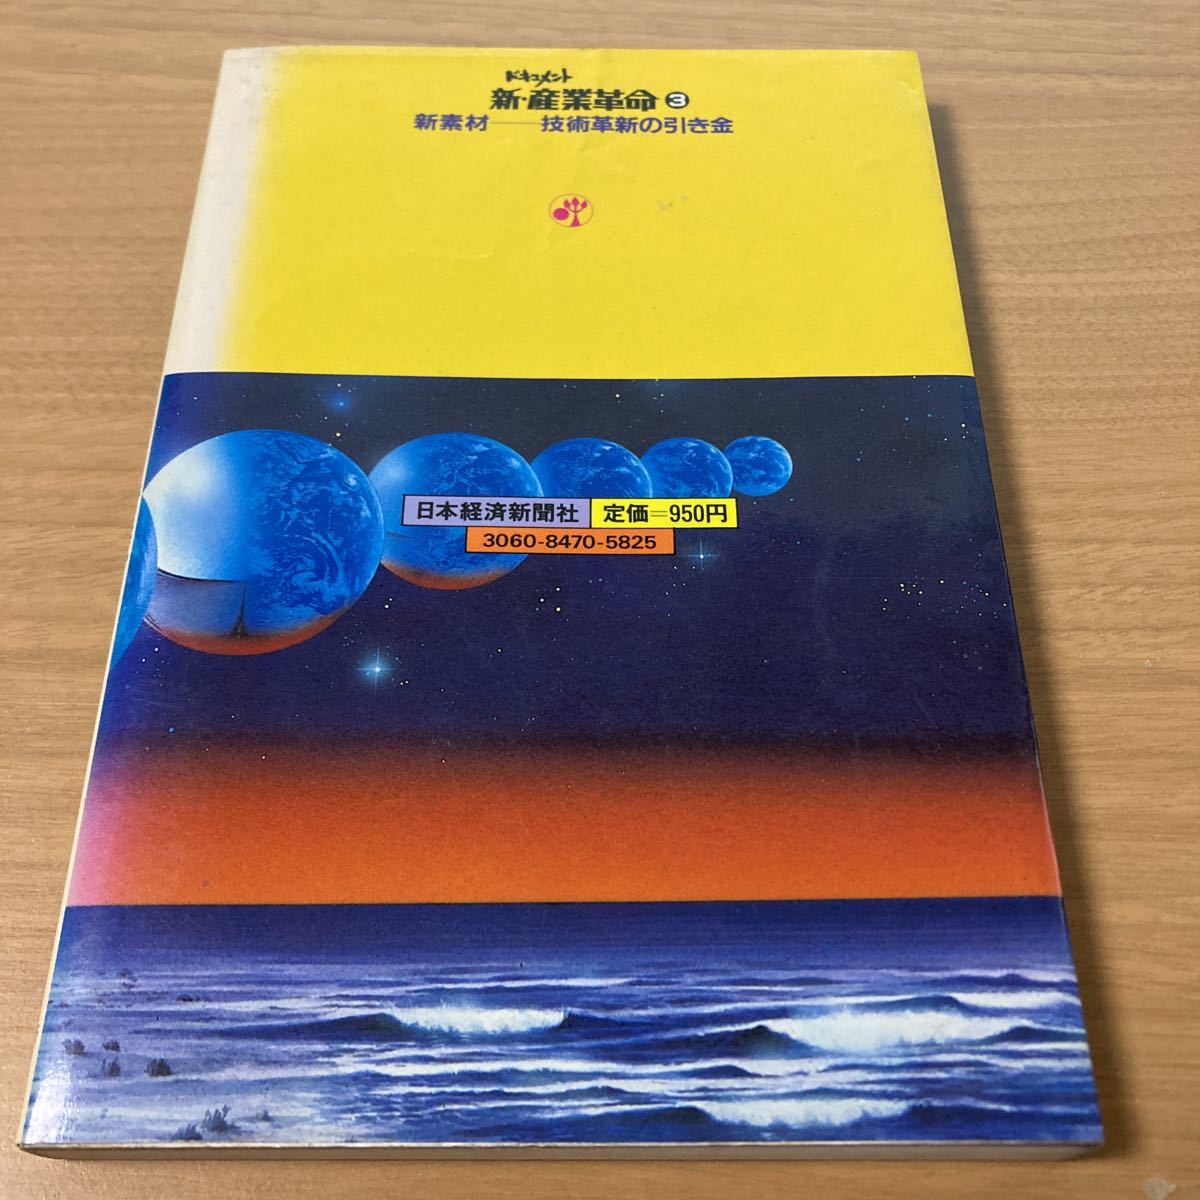 ドキュメント
新・産業革命③
新素材――技術革新の引き金
日本経済新聞社 定価=950円
3060-8470-5825